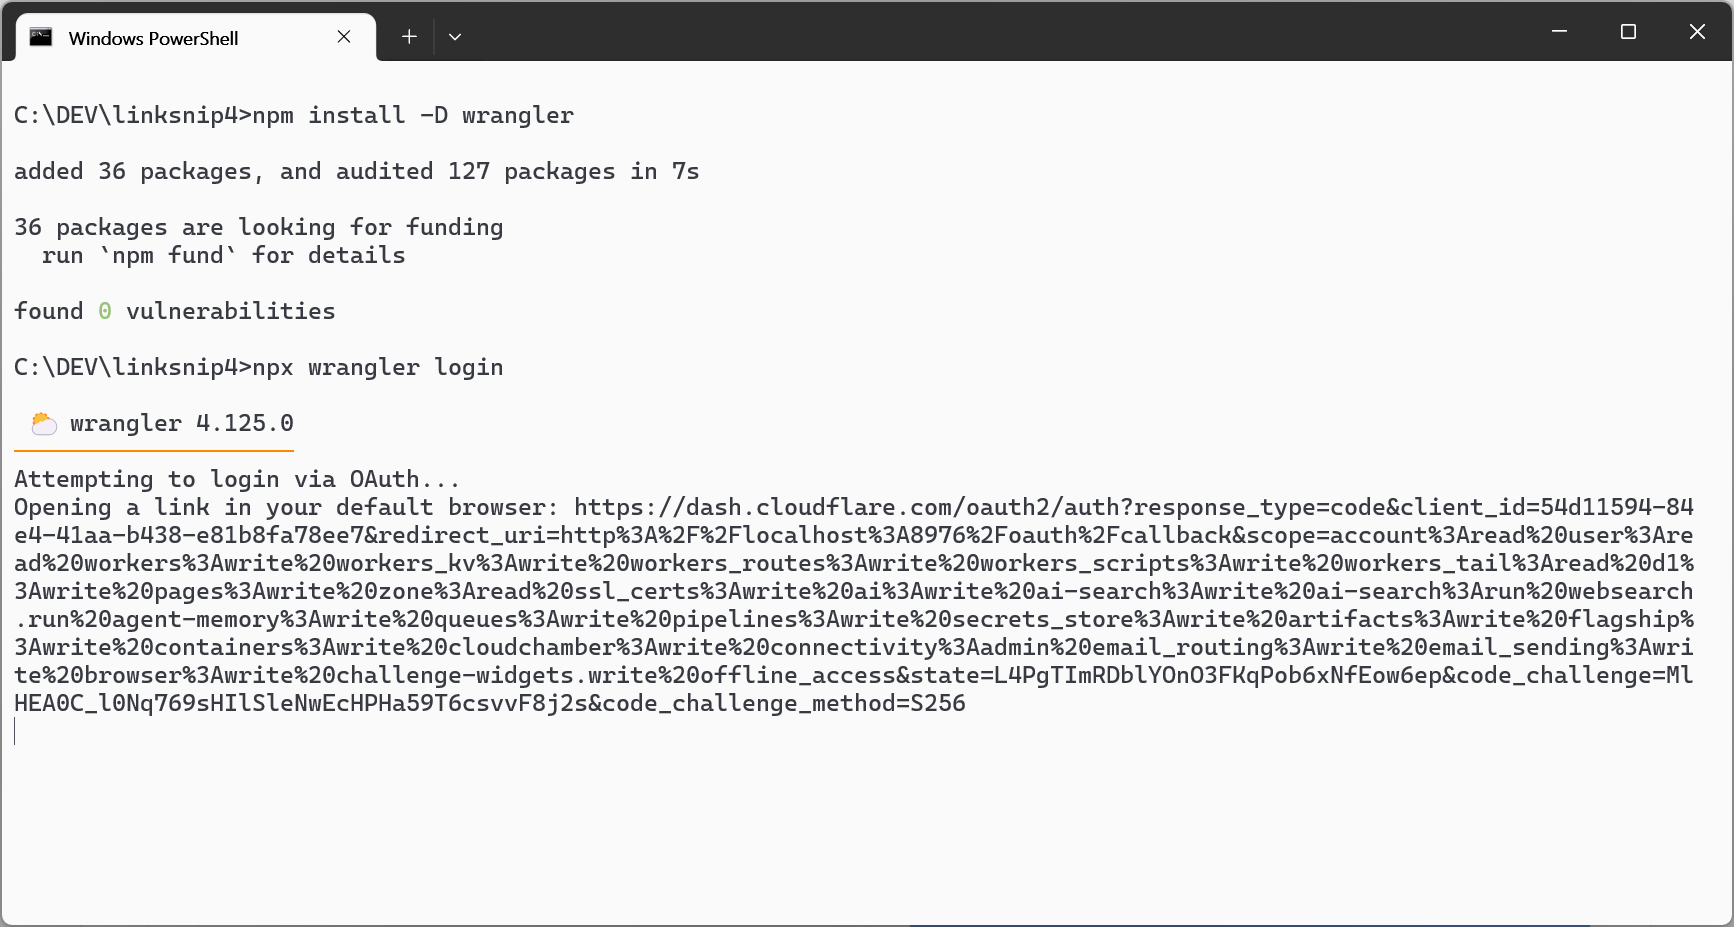 Windows PowerShell
C:\DEV\linksnip4>npm install -D wrangler
added 36 packages, and audited 127 packages in 7s
36 packages are looking for funding
run `npm fund` for details
found 0 vulnerabilities
C:\DEV\linksnip4>npx wrangler login
wrangler 4.125.0
Attempting to login via OAuth...
Opening a link in your default browser: https://dash.cloudflare.com/oauth2/auth?response_type=code&client_id=54d11594-84
e4-41aa-b438-e81b8fa78ee7&redirect_uri=http%3A%2F%2Flocalhost%3A8976%2Foauth%2Fcallback&scope=account%3Aread%20user%3Are
ad%20workers%3Awrite%20workers_kv%3Awrite%20workers_routes%3Awrite%20workers_scripts%3Awrite%20workers_tail%3Aread%20d1%
3Awrite%20pages%3Awrite%20zone%3Aread%20ssl_certs%3Awrite%20ai%3Awrite%20ai-search%3Awrite%20ai-search%3Arun%20websearch
.run%20agent-memory%3Awrite%20queues%3Awrite%20pipelines%3Awrite%20secrets_store%3Awrite%20artifacts%3Awrite%20flagship%
3Awrite%20containers%3Awrite%20cloudchamber%3Awrite%20connectivity%3Aadmin%20email_routing%3Awrite%20email_sending%3Awri
te%20browser%3Awrite%20challenge-widgets.write%20offline_access&state=L4PgTImRDblYOnO3FKqPob6xNfEow6ep&code_challenge=Ml
HEA0C_l0Nq769sHIlSleNwEcHPHa59T6csvvF8j2s&code_challenge_method=S256